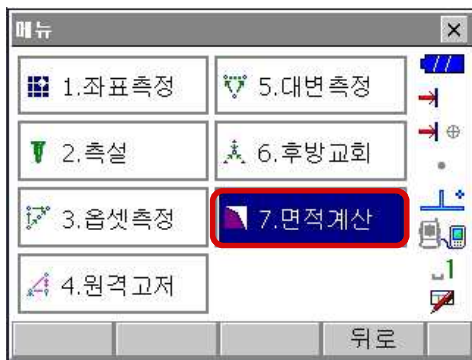 메뉴
1.좌표측정
5.대변측정
2.측설
6.후방교회
3.옵셋측정
7.면적계산
4.원격고저
1
뒤로